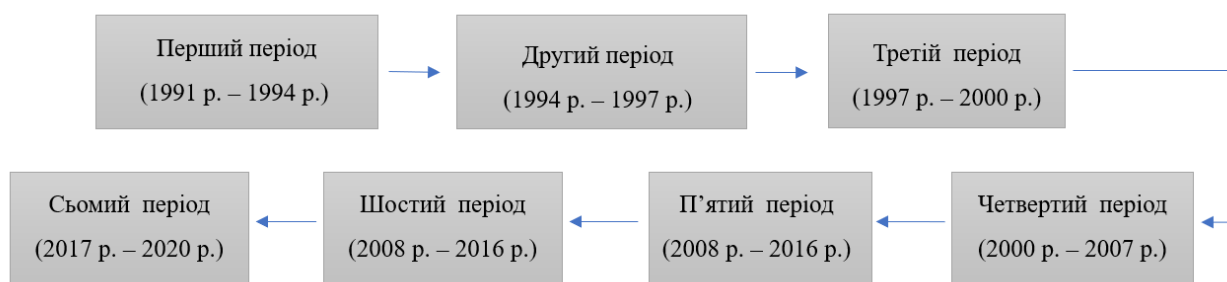 Перший період
(1991 р. – 1994 р.)
Другий період
(1994 р. – 1997 р.)
Третій період
(1997 р. – 2000 р.)
Четвертий період
(2000 р. – 2007 р.)
П’ятий період
(2008 р. – 2016 р.)
Шостий період
(2008 р. – 2016 р.)
Сьомий період
(2017 р. – 2020 р.)